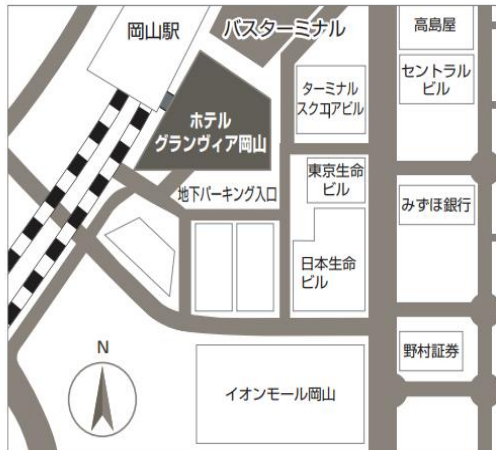 岡山駅
バスターミナル
高島屋
セントラル
ビル
ターミナル
スクエアビル
ホテル
グランヴィア岡山
東京生命
ビル
地下パーキング入口
みずほ銀行
日本生命
ビル
野村証券
N
イオンモール岡山